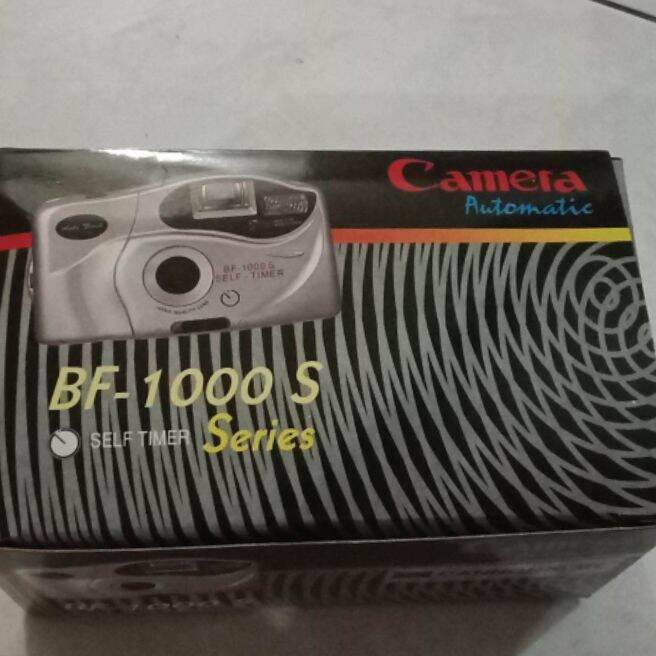 Camera
Automatic
BF-1000 S
SELF - TIMER
BF-1000 S
SELF TIMER Series